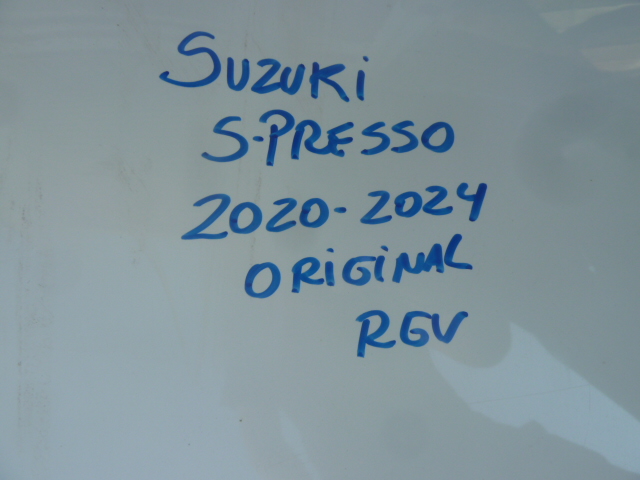 SUZUKi
S-PRESSO
2020-2024
ORiGiNAL
RGV